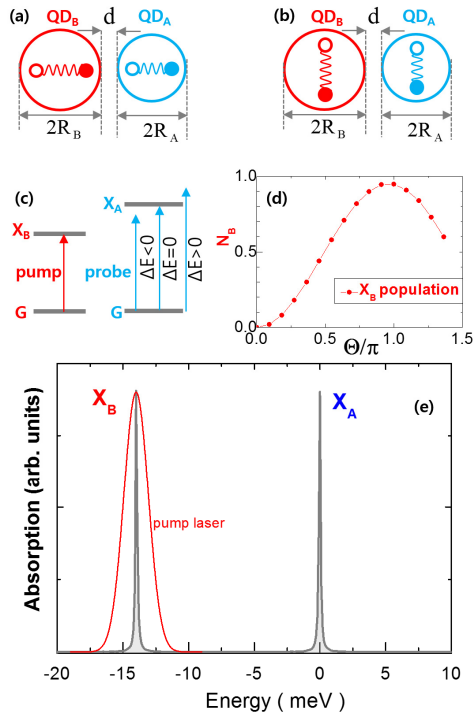 (a) QD_B d QD_A
2R_B 2R_A
(b) QD_B d QD_A
2R_B 2R_A
(c) X_A
X_B
pump probe
ΔE<0
ΔE=0
ΔE>0
G G
(d)
1.0
0.5
0.0
N_B
X_B population
0.0 0.5 1.0 1.5
Θ/π
(e)
X_B X_A
pump laser
Absorption (arb. units)
-20 -15 -10 -5 0 5 10
Energy ( meV )